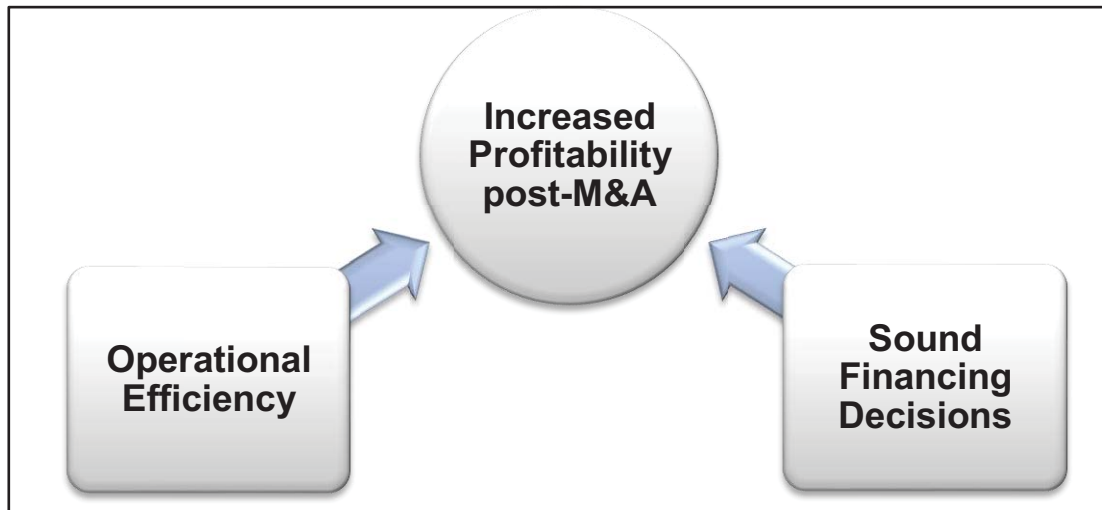 Increased
Profitability
post-M&A
Operational
Efficiency
Sound
Financing
Decisions